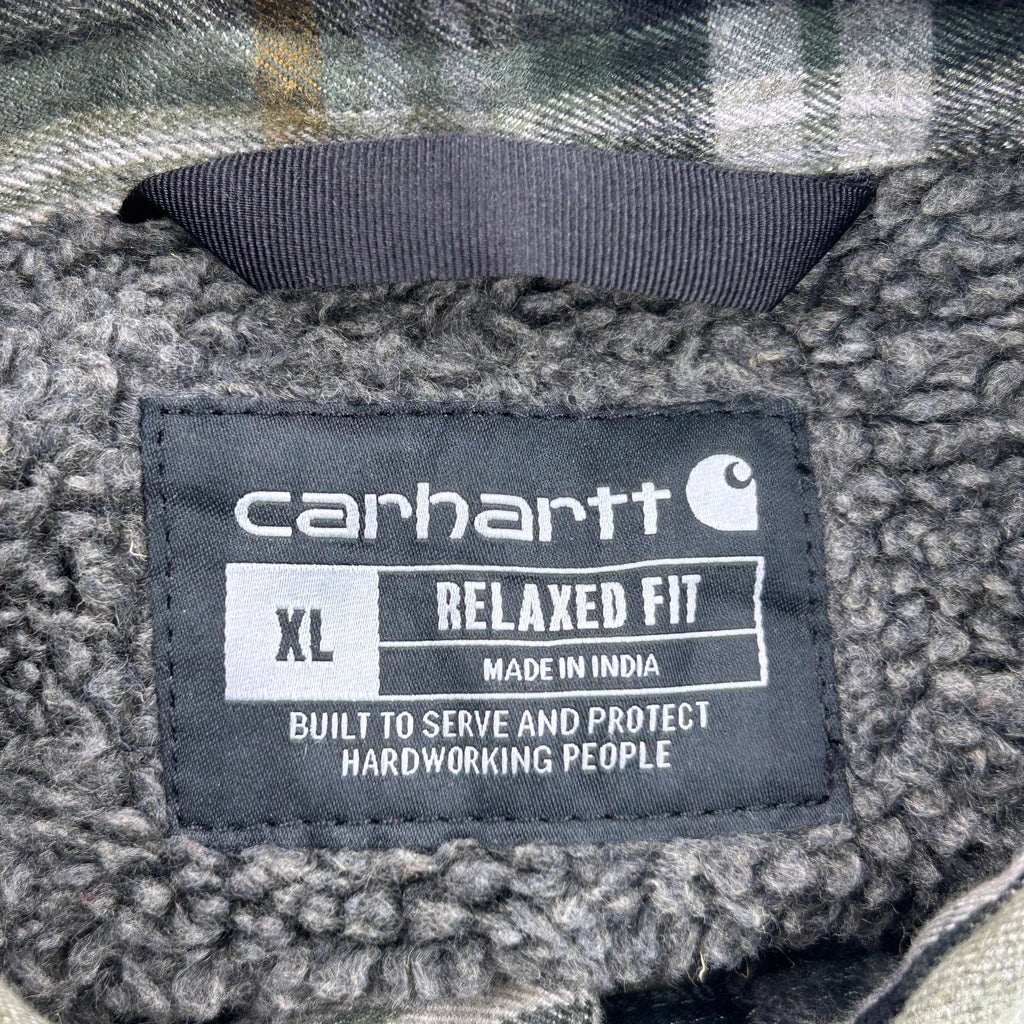 carhartt
XL
RELAXED FIT
MADE IN INDIA
BUILT TO SERVE AND PROTECT
HARDWORKING PEOPLE